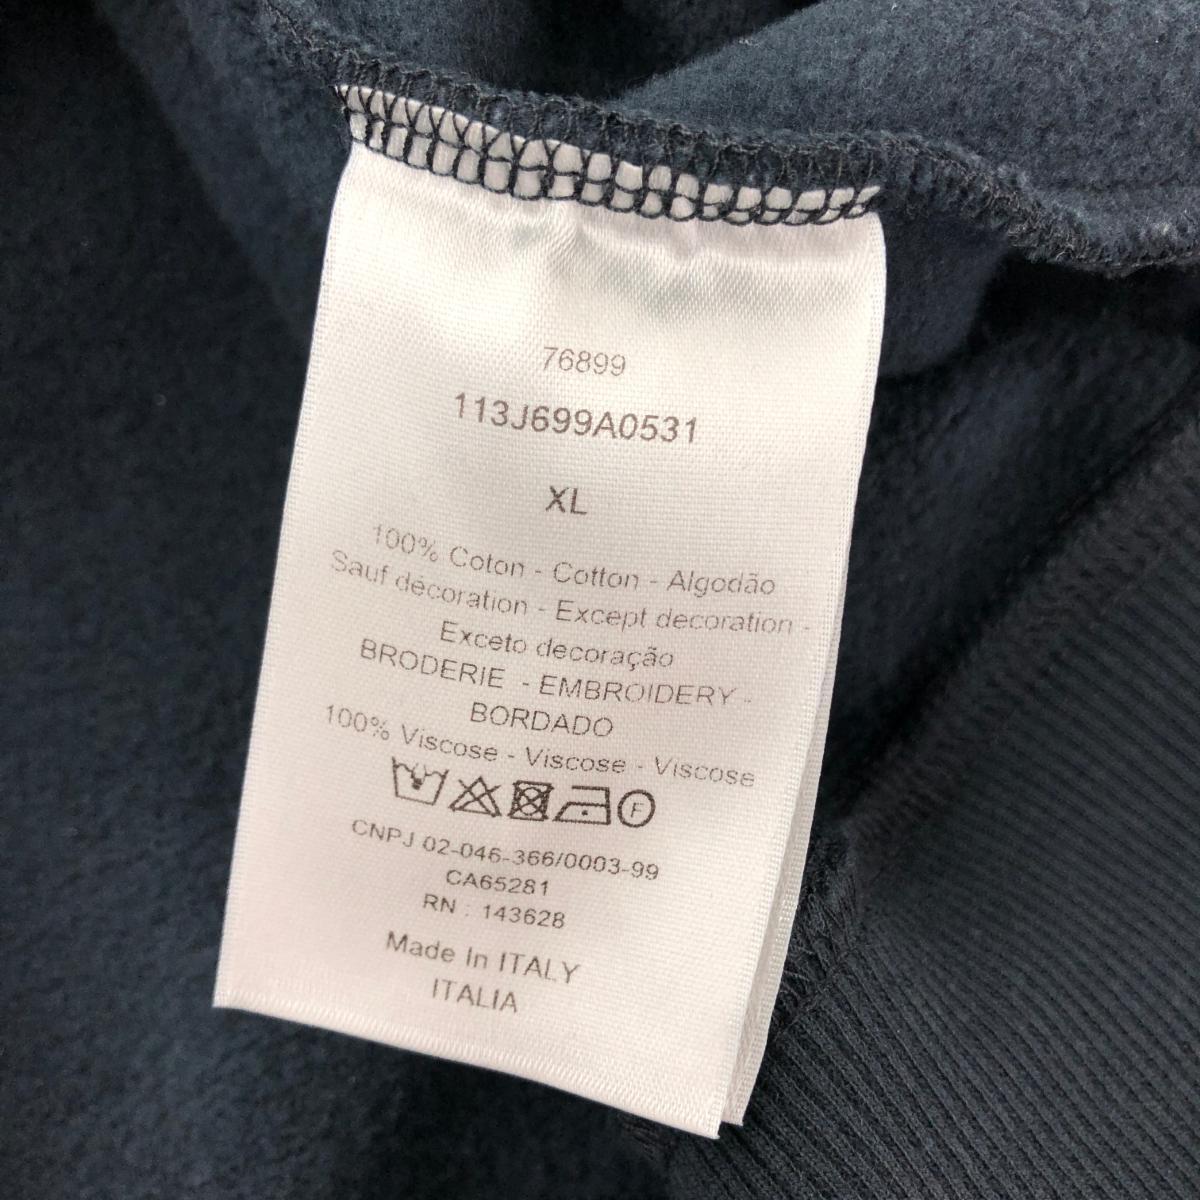 76899
113J699A0531
XL
100% Coton - Cotton - Algodão
Sauf décoration - Except decoration -
Exceto decoração
BRODERIE - EMBROIDERY -
BORDADO
100% Viscose - Viscose - Viscose
F
CNPJ 02-046-366/0003-99
CA65281
RN : 143628
Made In ITALY
ITALIA